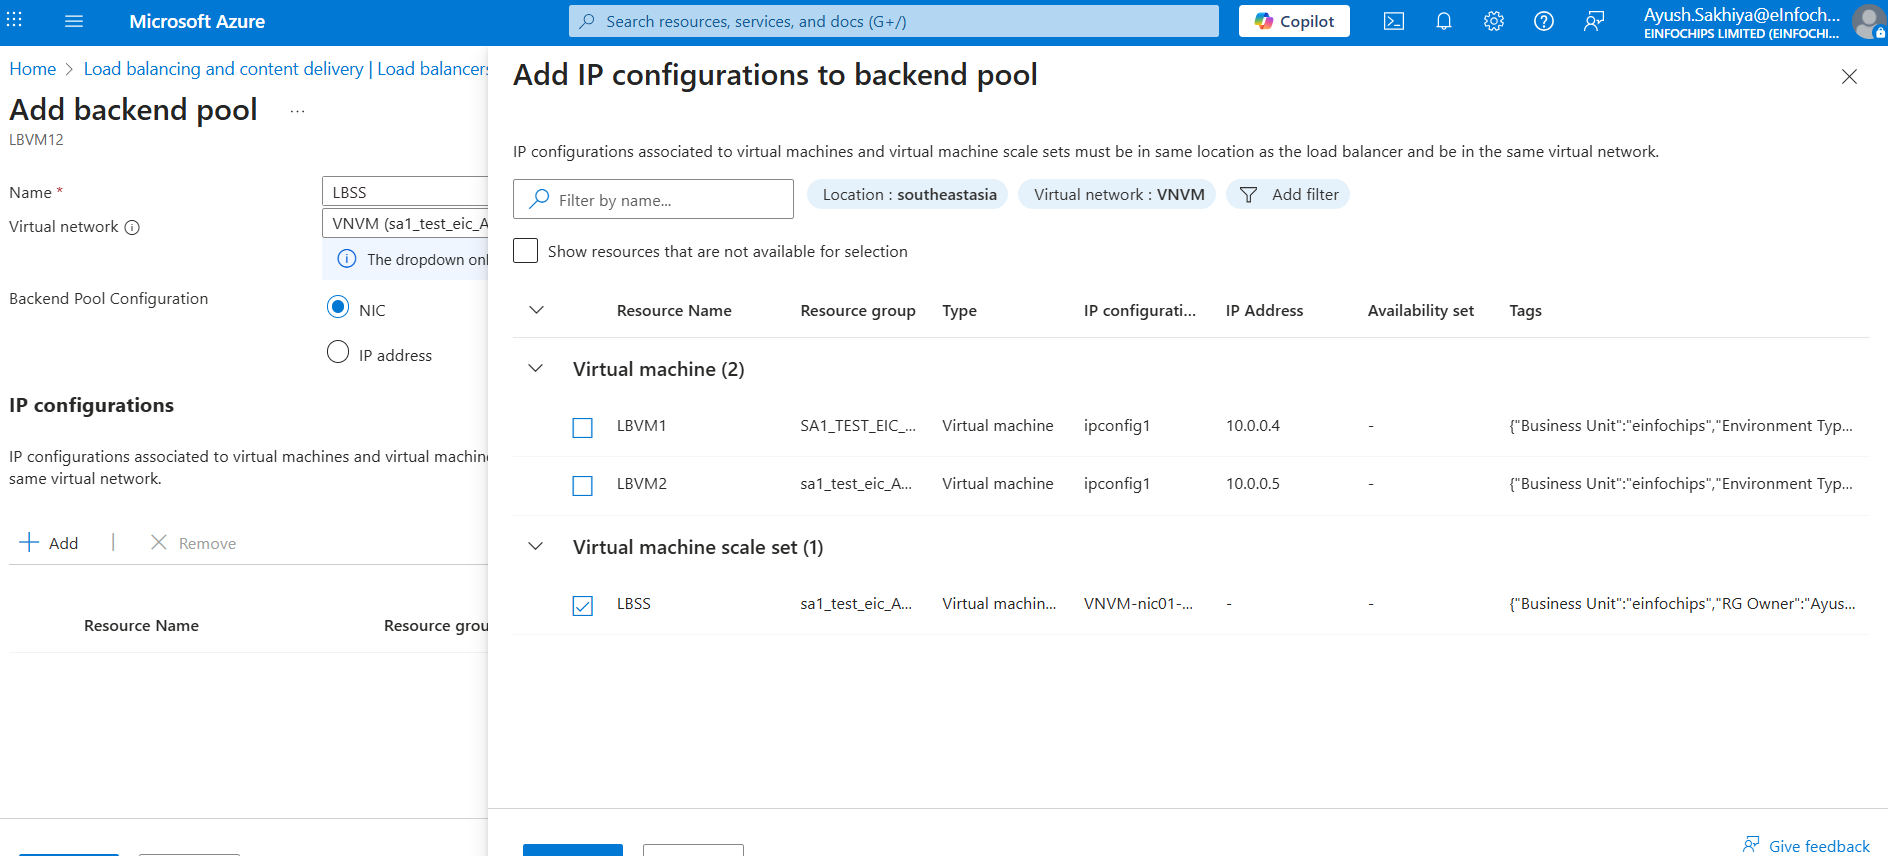 Microsoft Azure
Search resources, services, and docs (G+/)
Copilot
Ayush.Sakhiya@eInfoch...
EINFOCHIPS LIMITED (EINFOCHI...
Home > Load balancing and content delivery | Load balancers
Add backend pool ...
LBVM12
Name *
LBSS
Virtual network
VNVM (sa1_test_eic_A
The dropdown onl
Backend Pool Configuration
NIC
IP address
IP configurations
IP configurations associated to virtual machines and virtual machine
same virtual network.
Add | Remove
Resource Name Resource grou
Add IP configurations to backend pool
IP configurations associated to virtual machines and virtual machine scale sets must be in same location as the load balancer and be in the same virtual network.
Filter by name...
Location : southeastasia
Virtual network : VNVM
Add filter
Show resources that are not available for selection
Resource Name Resource group Type IP configurati... IP Address Availability set Tags
Virtual machine (2)
LBVM1 SA1_TEST_EIC_... Virtual machine ipconfig1 10.0.0.4 - {"Business Unit":"einfochips","Environment Typ...
LBVM2 sa1_test_eic_A... Virtual machine ipconfig1 10.0.0.5 - {"Business Unit":"einfochips","Environment Typ...
Virtual machine scale set (1)
LBSS sa1_test_eic_A... Virtual machin... VNVM-nic01-... - - {"Business Unit":"einfochips","RG Owner":"Ayus...
Give feedback